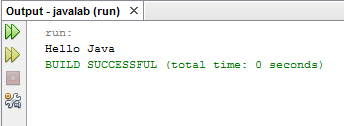 Output - javalab (run)
run:
Hello Java
BUILD SUCCESSFUL (total time: 0 seconds)